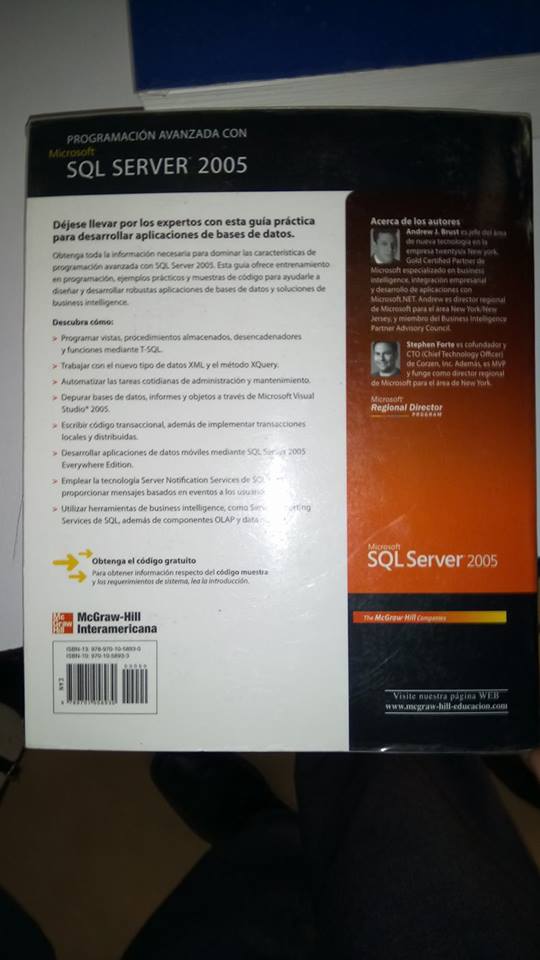 PROGRAMACIÓN AVANZADA CON
Microsoft
SQL SERVER 2005
Déjese llevar por los expertos con esta guía práctica
para desarrollar aplicaciones de bases de datos.
Obtenga toda la información necesaria para dominar las características de
programación avanzada con SQL Server 2005. Esta guía ofrece entrenamiento
en programación, ejemplos prácticos y muestras de código para ayudarle a
diseñar y desarrollar robustas aplicaciones de bases de datos y soluciones de
business intelligence.
Descubra cómo:
> Programar vistas, procedimientos almacenados, desencadenadores
y funciones mediante T-SQL.
> Trabajar con el nuevo tipo de datos XML y el método XQuery.
> Automatizar las tareas cotidianas de administración y mantenimiento.
> Depurar bases de datos, informes y objetos a través de Microsoft Visual
Studio® 2005.
> Escribir código transaccional, además de implementar transacciones
locales y distribuidas.
> Desarrollar aplicaciones de datos móviles mediante SQL Server 2005
Everywhere Edition.
> Emplear la tecnología Server Notification Services de
proporcionar mensajes basados en eventos a los
> Utilizar herramientas de business intelligence, como
Services de SQL, además de componentes OLAP y data
Obtenga el código gratuito
Para obtener información respecto del código muestra
y los requerimientos de sistema, lea la introducción.
Mc
Graw
Hill
McGraw-Hill
Interamericana
ISBN-13: 978-970-10-5893-0
ISBN-10: 970-10-5893-3
00000
9 789701 058930
Acerca de los autores
Andrew J. Brust es jefe del área
de nueva tecnología en la
empresa twentysix New york,
Gold Certified Partner de
Microsoft especializado en business
intelligence, integración empresarial
y desarrollo de aplicaciones con
Microsoft.NET. Andrew es director regional
de Microsoft para el área New York/New
Jersey, y miembro del Business Intelligence
Partner Advisory Council.
Stephen Forte es cofundador y
CTO (Chief Technology Officer)
de Corzen, Inc. Además, es MVP
y funge como director regional
de Microsoft para el área de New York.
Microsoft
Regional Director
PROGRAM
Microsoft
SQL Server 2005
The McGraw·Hill Companies
Visite nuestra página WEB
www.mcgraw-hill-educacion.com